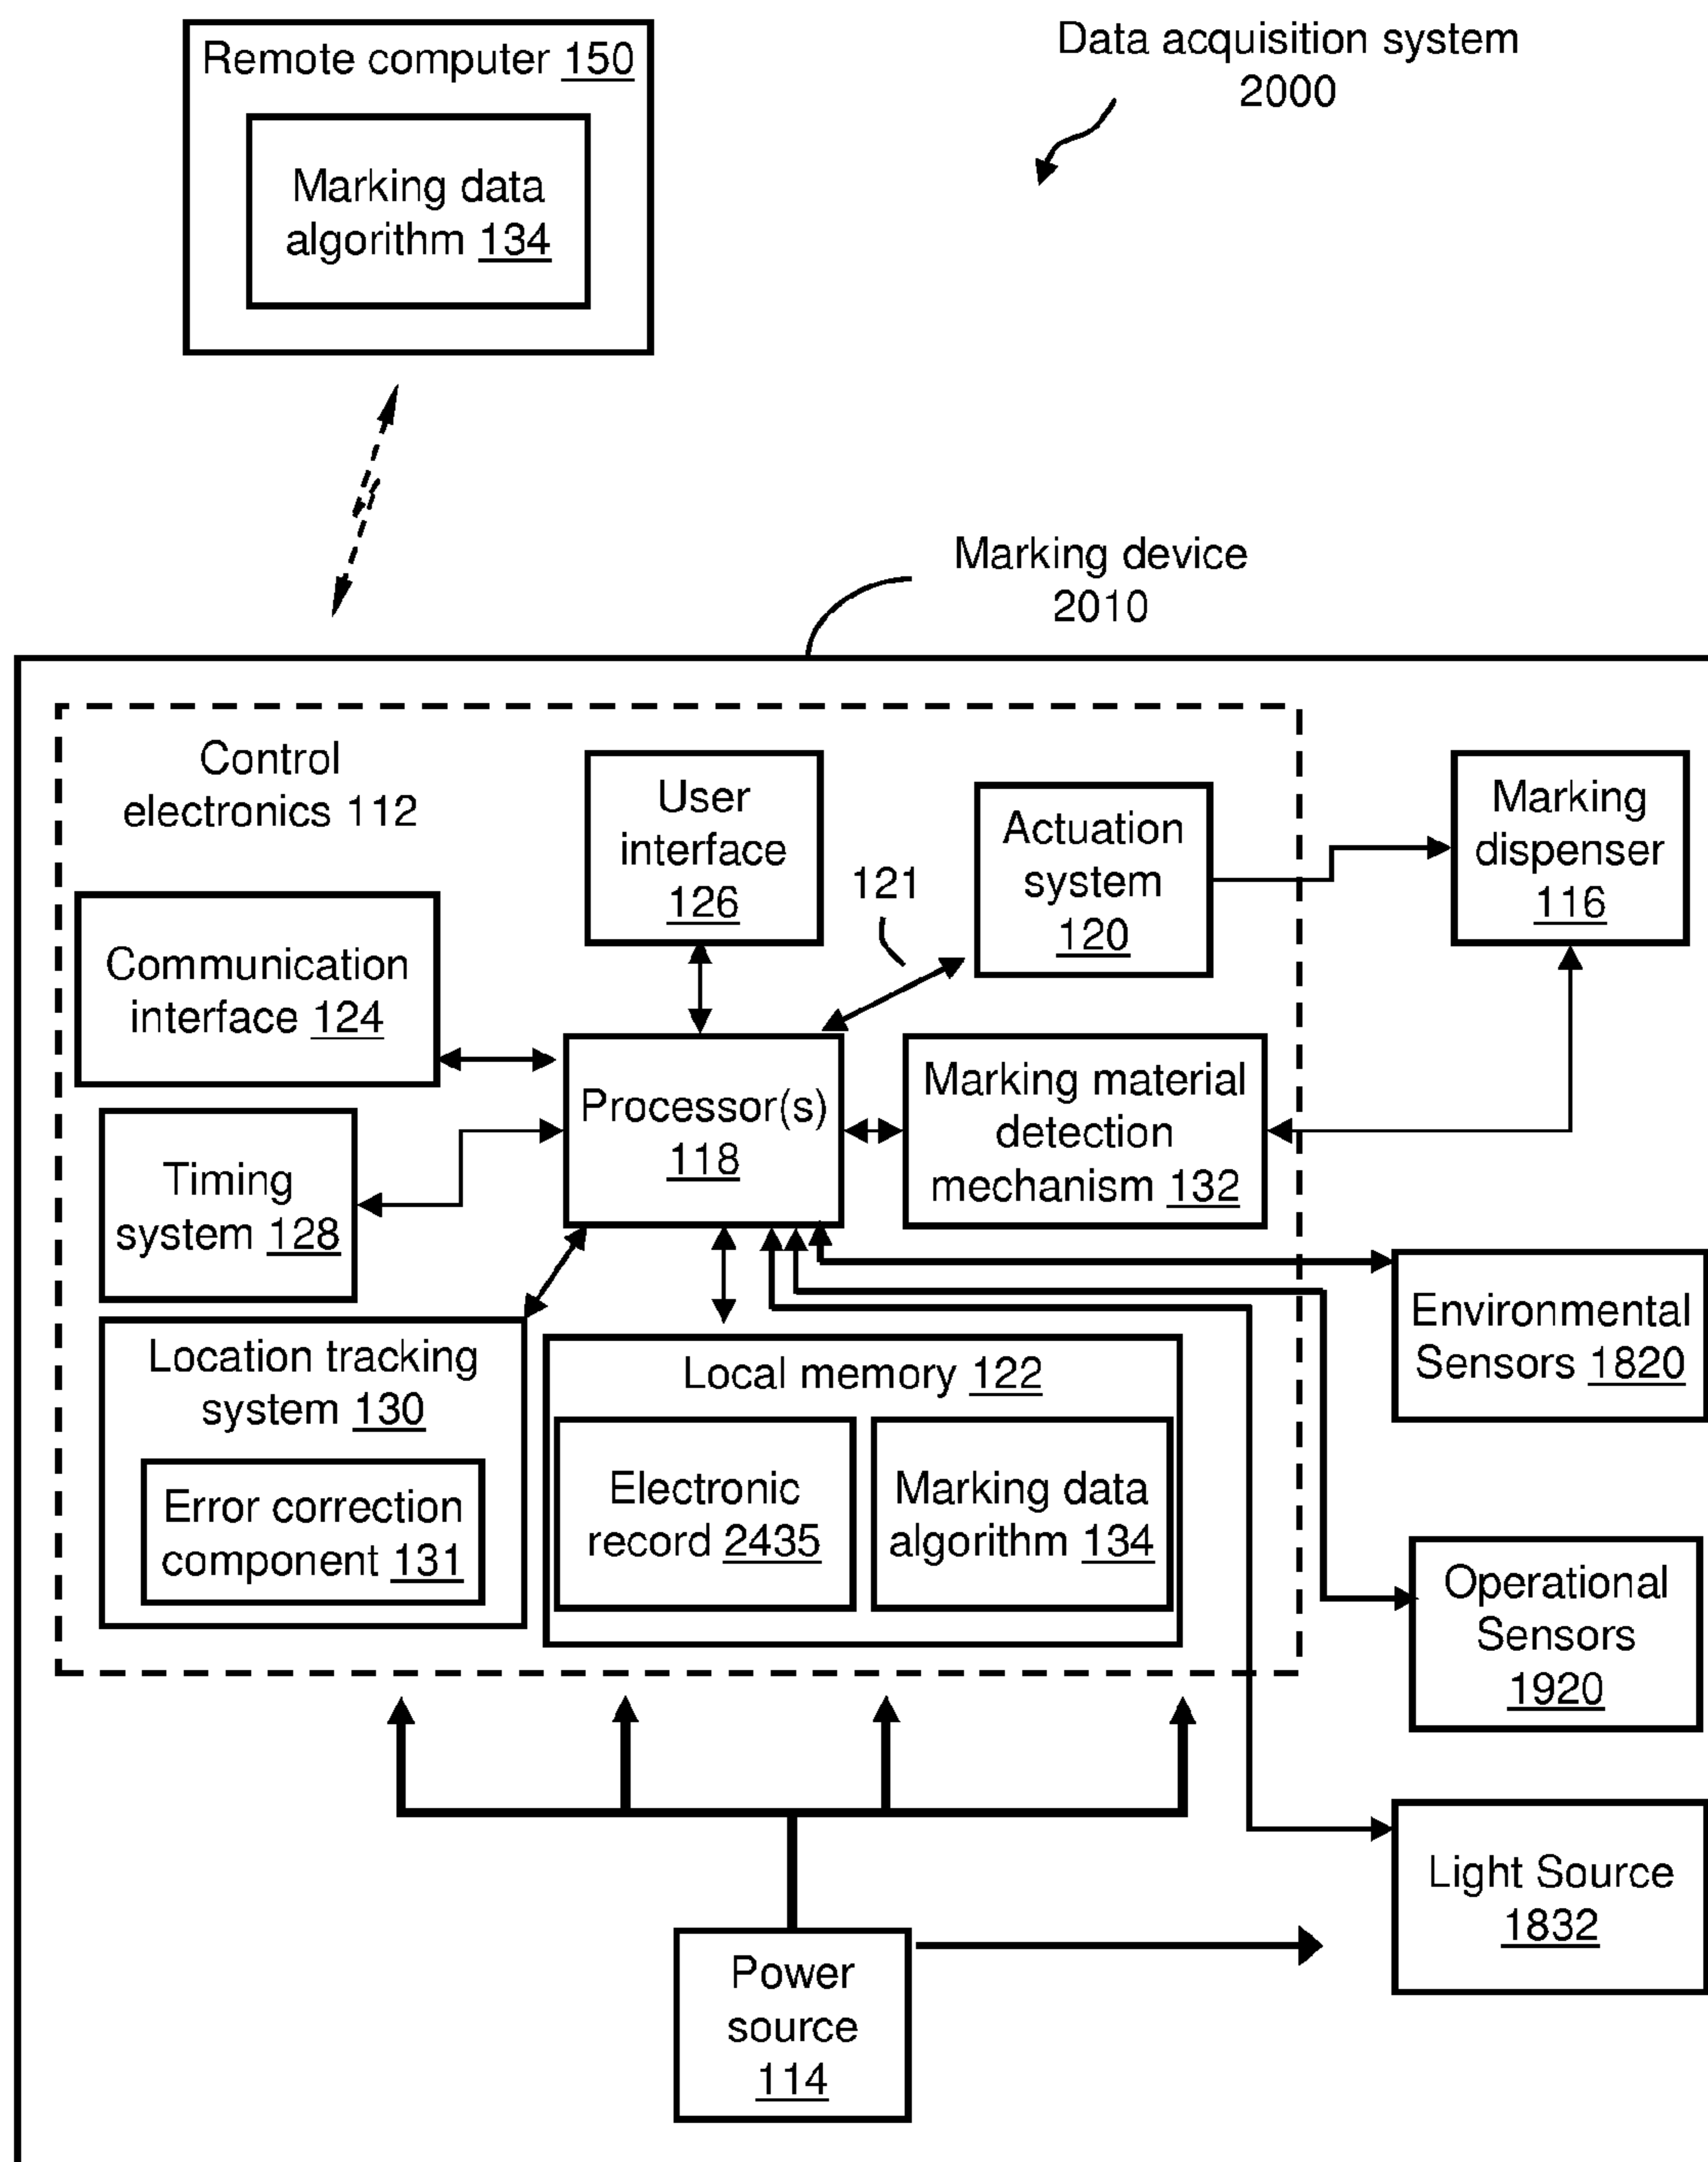 Remote computer 150
Marking data
algorithm 134
Data acquisition system
2000
Marking device
2010
Control
electronics 112
User
interface
126
Actuation
system
120
121
Marking
dispenser
116
Communication
interface 124
Processor(s)
118
Marking material
detection
mechanism 132
Timing
system 128
Environmental
Sensors 1820
Location tracking
system 130
Error correction
component 131
Local memory 122
Electronic
record 2435
Marking data
algorithm 134
Operational
Sensors
1920
Light Source
1832
Power
source
114